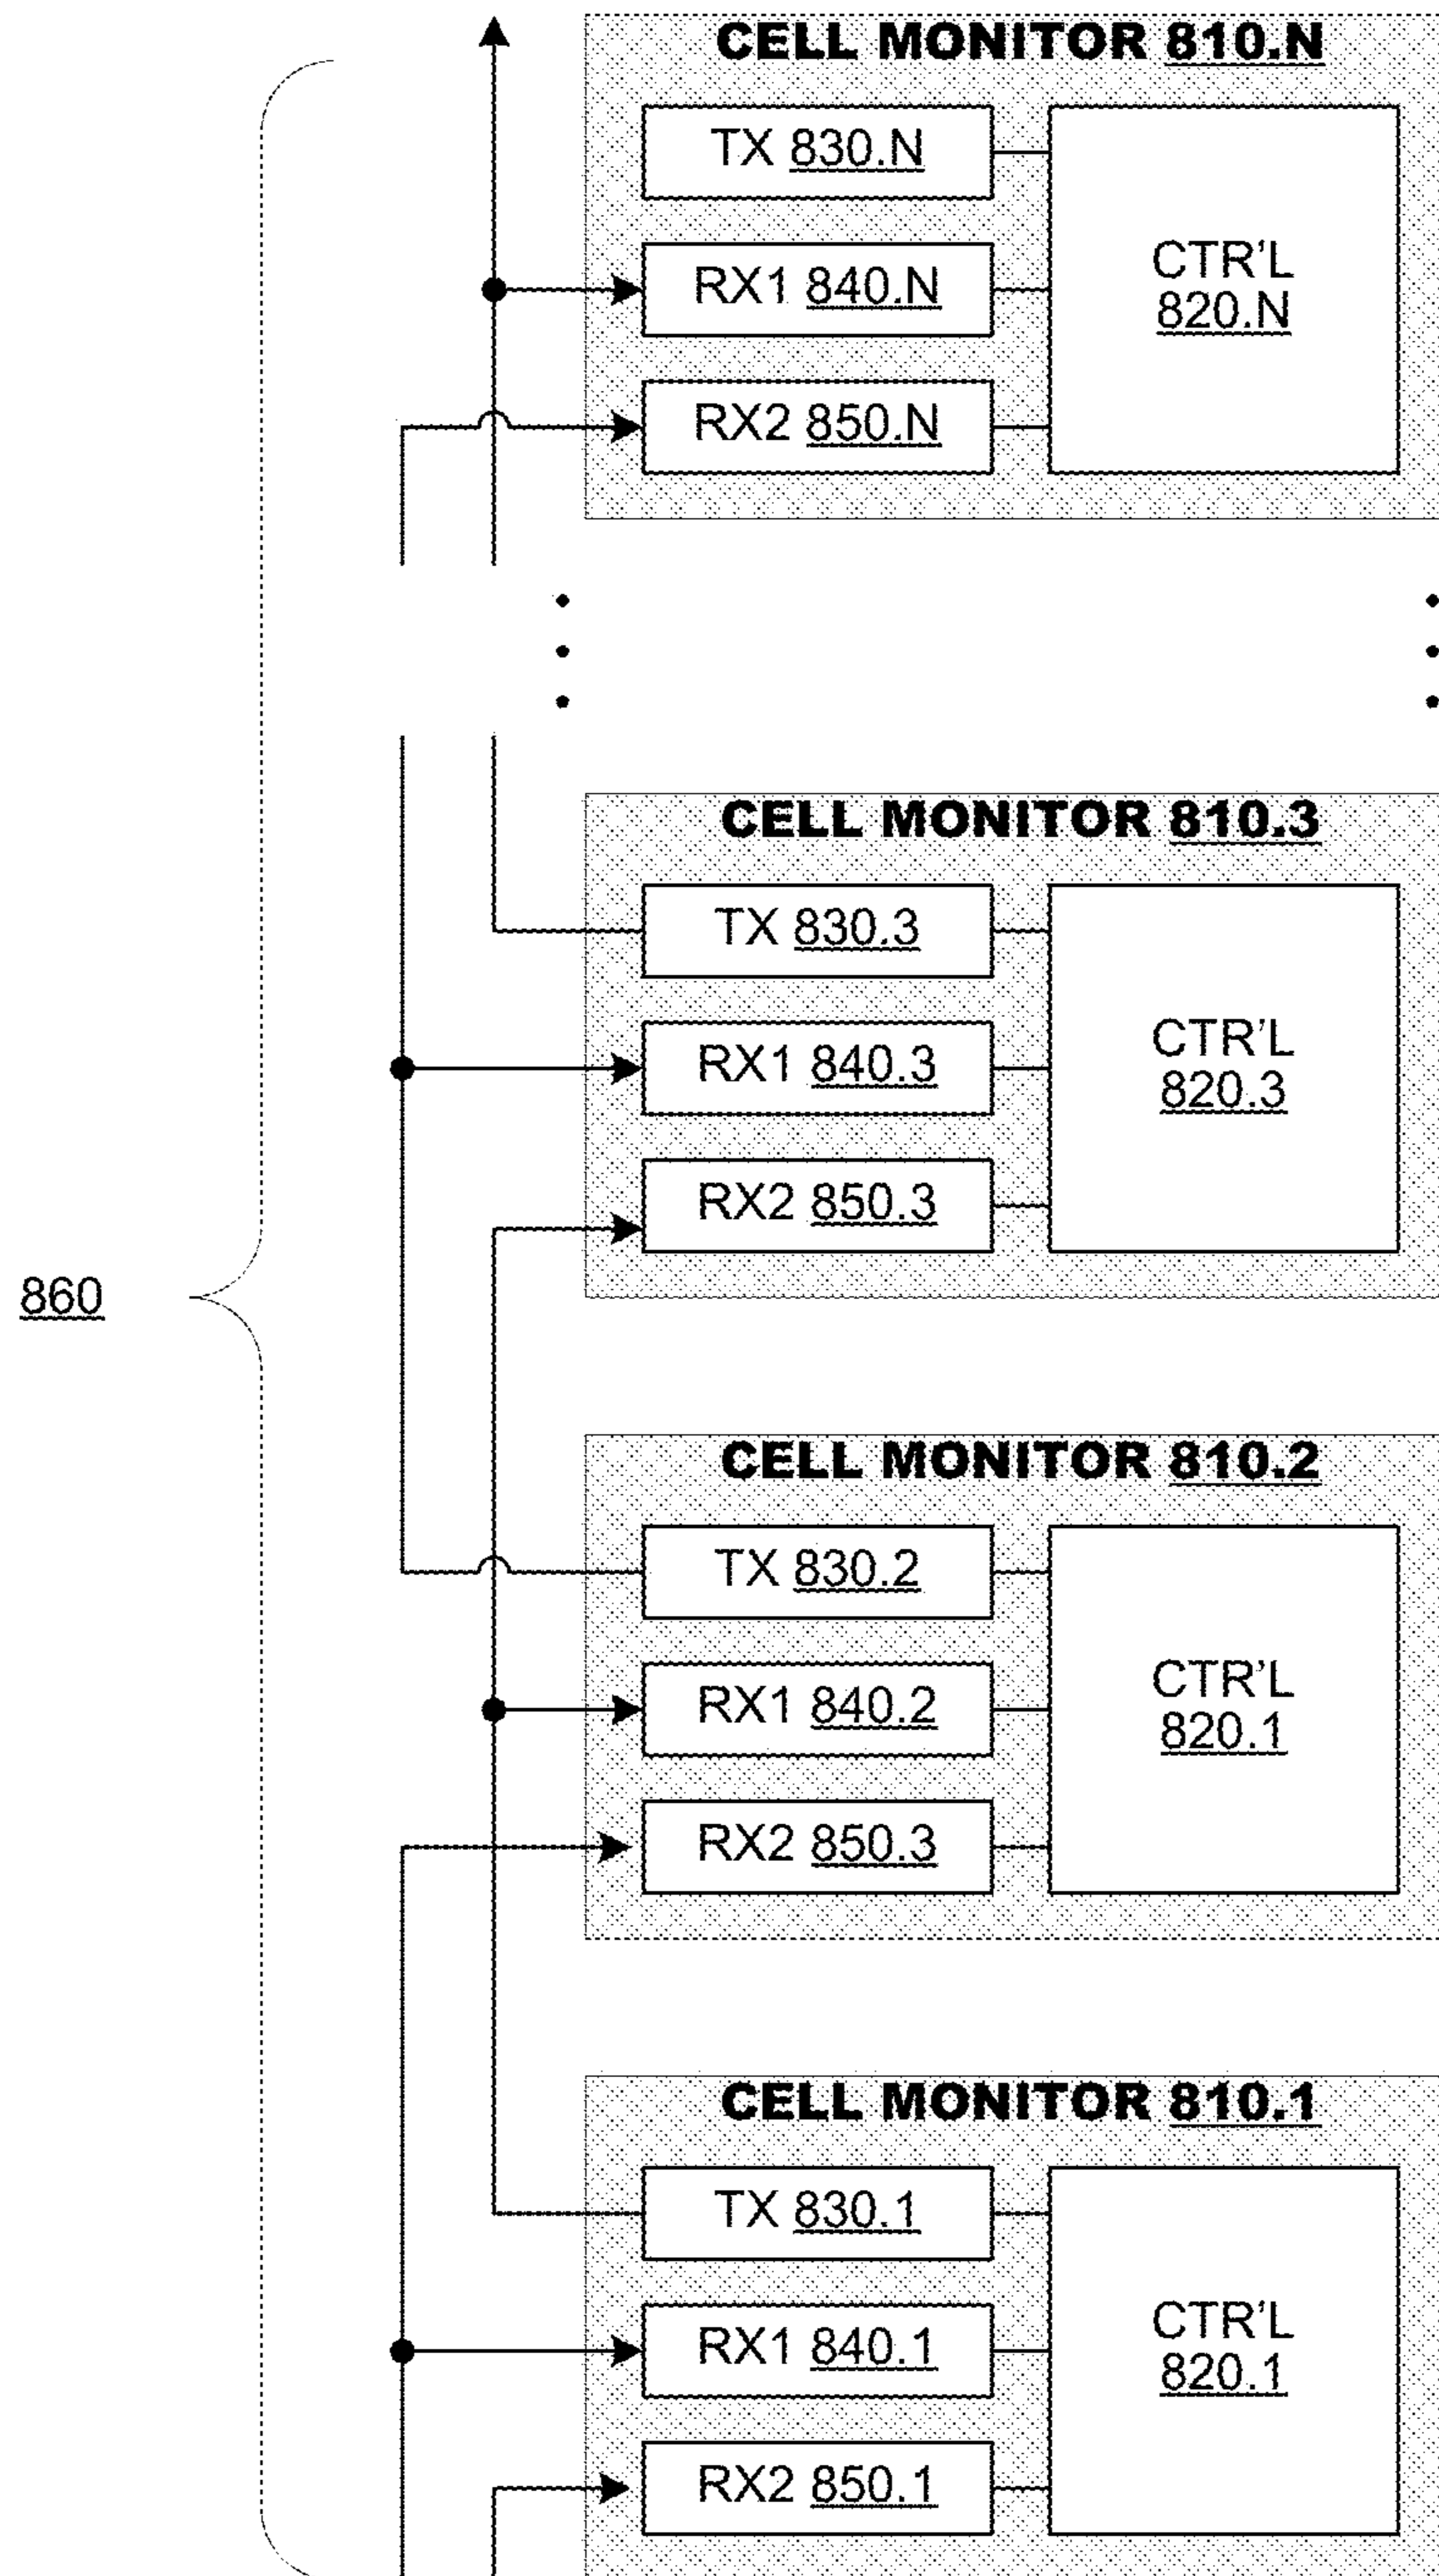 CELL MONITOR 810.N
TX 830.N
RX1 840.N
RX2 850.N
CTR'L
820.N
CELL MONITOR 810.3
TX 830.3
RX1 840.3
RX2 850.3
CTR'L
820.3
860
CELL MONITOR 810.2
TX 830.2
RX1 840.2
RX2 850.3
CTR'L
820.1
CELL MONITOR 810.1
TX 830.1
RX1 840.1
RX2 850.1
CTR'L
820.1